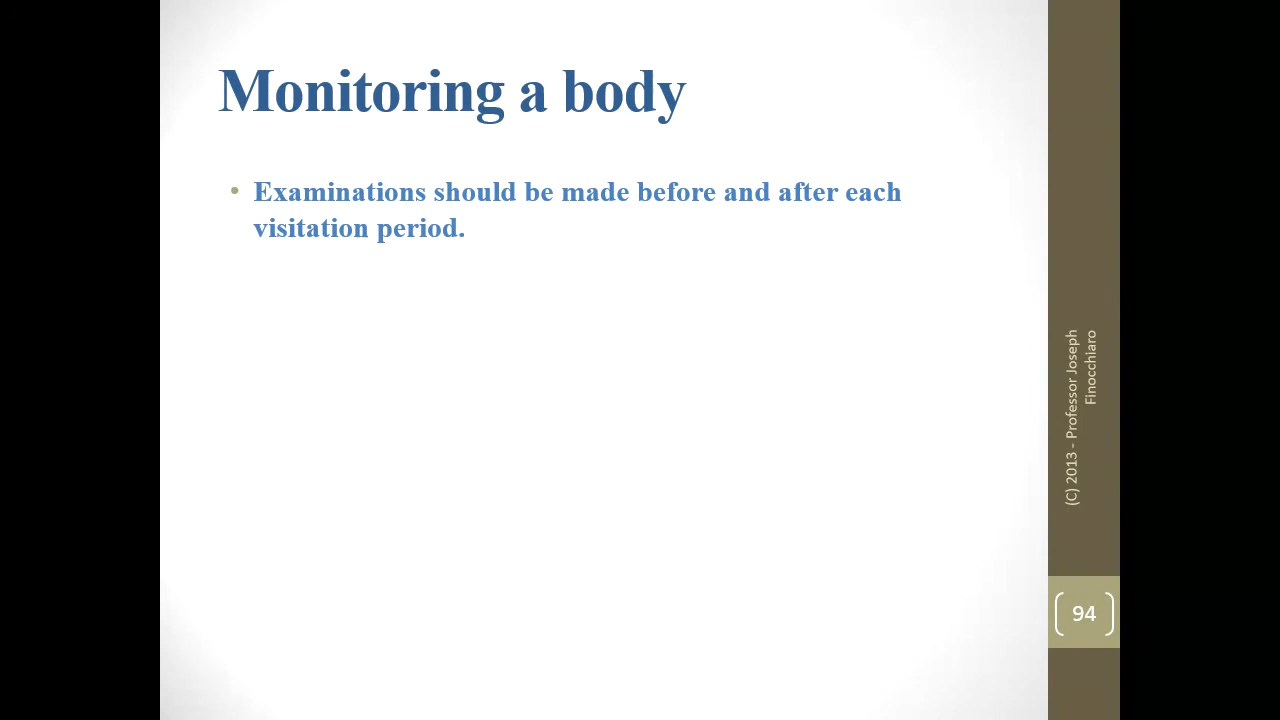 Monitoring a body
• Examinations should be made before and after each
visitation period.
(C) 2013 - Professor Joseph
Finocchiaro
94